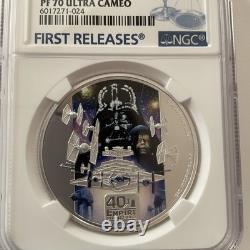 PF 70 ULTRA CAMEO
6017271-024
FIRST RELEASES®
NGC®
40th
EMPIRE